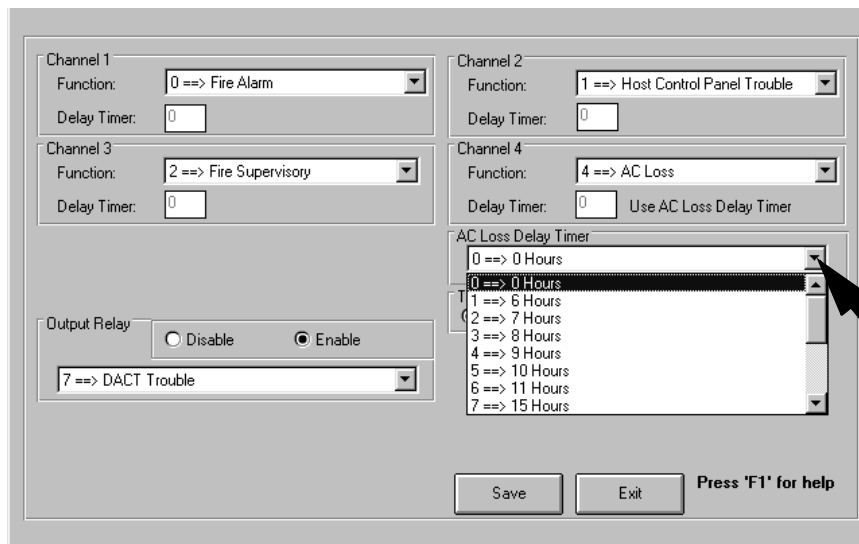 Channel 1
Function: 0 ==> Fire Alarm
Delay Timer: 0
Channel 2
Function: 1 ==> Host Control Panel Trouble
Delay Timer: 0
Channel 3
Function: 2 ==> Fire Supervisory
Delay Timer: 0
Channel 4
Function: 4 ==> AC Loss
Delay Timer: 0 Use AC Loss Delay Timer
AC Loss Delay Timer
0 ==> 0 Hours
0 ==> 0 Hours
1 ==> 6 Hours
2 ==> 7 Hours
3 ==> 8 Hours
4 ==> 9 Hours
5 ==> 10 Hours
6 ==> 11 Hours
7 ==> 15 Hours
Output Relay
Disable Enable
7 ==> DACT Trouble
Save Exit Press 'F1' for help